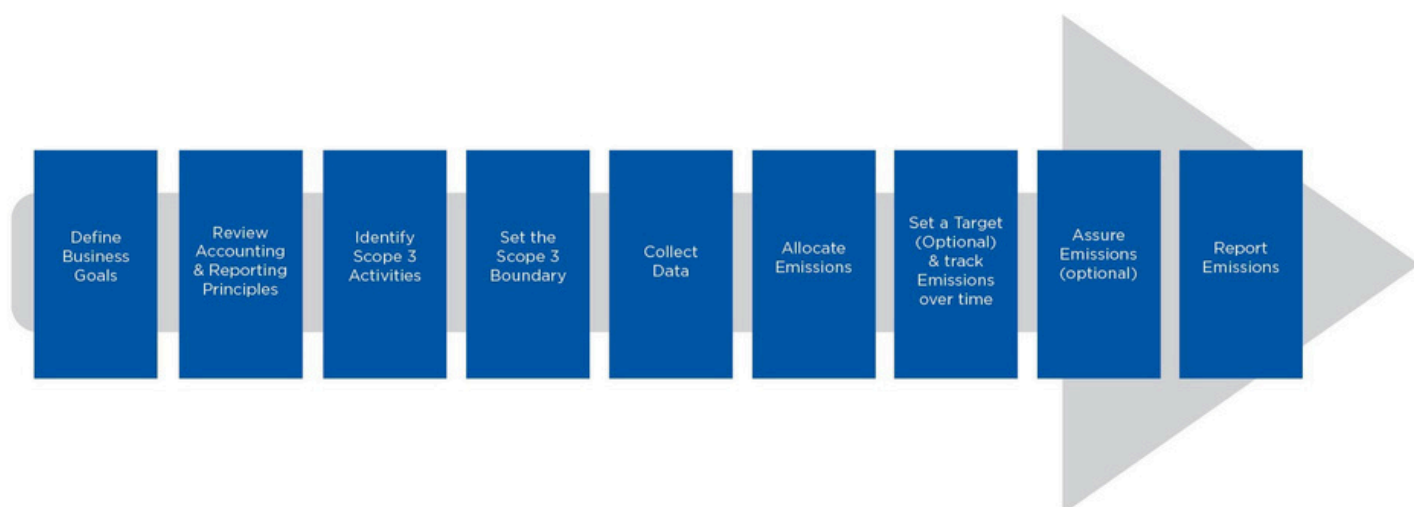 Define
Business
Goals
Review
Accounting
& Reporting
Principles
Identify
Scope 3
Activities
Set the
Scope 3
Boundary
Collect
Data
Allocate
Emissions
Set a Target
(Optional)
& track
Emissions
over time
Assure
Emissions
(optional)
Report
Emissions